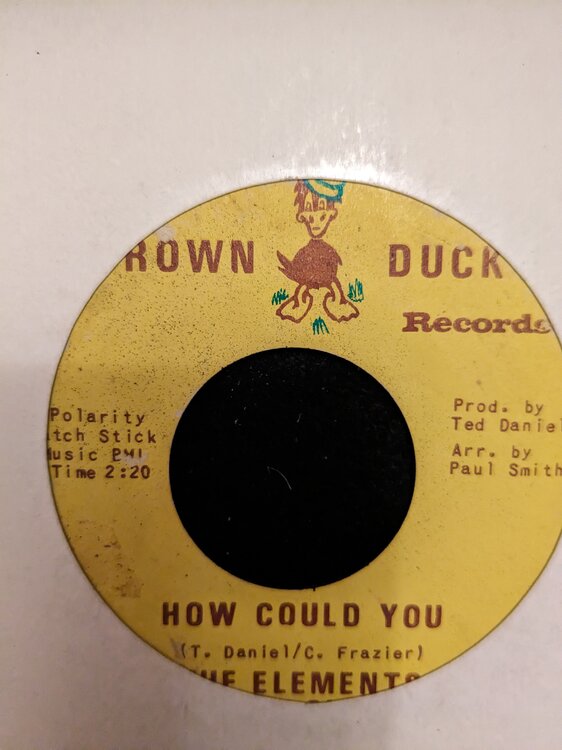 ROWN DUCK
Records
Polarity
tch Stick
usic BMI
Time 2:20
Prod. by
Ted Daniel
Arr. by
Paul Smith
HOW COULD YOU
(T. Daniel/C. Frazier)
THE ELEMENTS